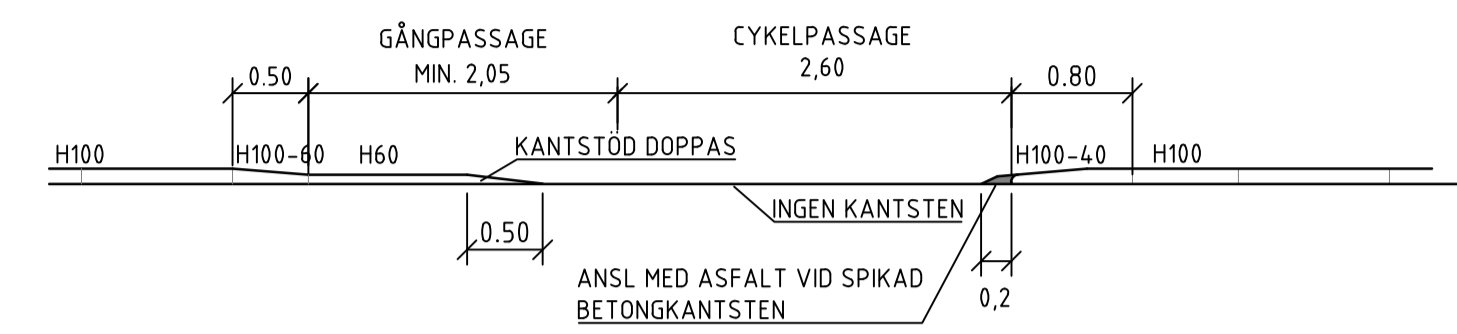 GÅNGPASSAGE
MIN. 2,05
CYKELPASSAGE
2,60
0.50
0.80
H100
H100-60
H60
KANTSTÖD DOPPAS
H100-40
H100
INGEN KANTSTEN
0.50
ANSL MED ASFALT VID SPIKAD
BETONGKANTSTEN
0,2